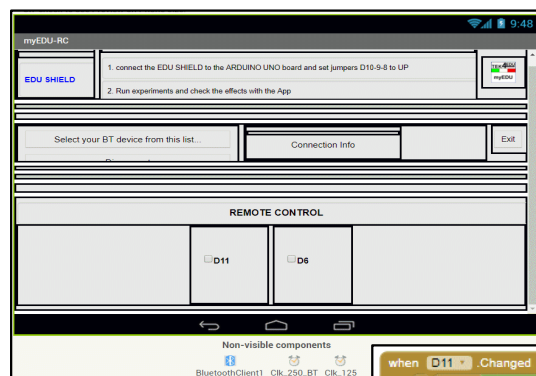 9:48
myEDU-RC
EDU SHIELD
1. connect the EDU SHIELD to the ARDUINO UNO board and set jumpers D10-9-8 to UP
2. Run experiments and check the effects with the App
myEDU
Select your BT device from this list...
Connection Info
Exit
REMOTE CONTROL
D11
D6
Non-visible components
BluetoothClient1 Clk_250_BT Clk_125
when D11 .Changed